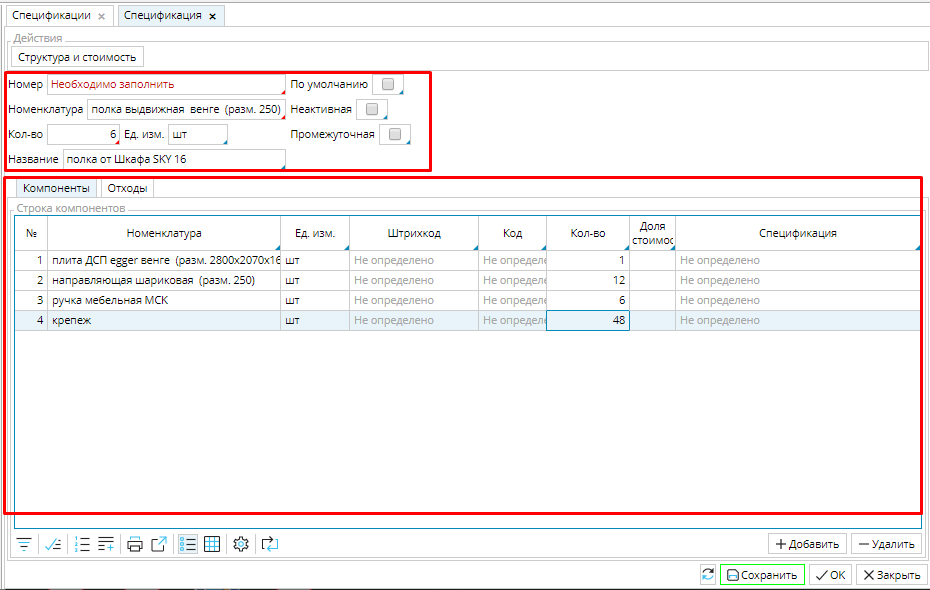 Спецификации × Спецификация ×
Действия
Структура и стоимость
Номер Необходимо заполнить По умолчанию
Номенклатура полка выдвижная венге (разм. 250) Неактивная
Кол-во 6 Ед. изм. шт Промежуточная
Название полка от Шкафа SKY 16
Компоненты Отходы
Строка компонентов
№ Номенклатура Ед. изм. Штрихкод Код Кол-во Доля стоимос Спецификация
1 плита ДСП egger венге (разм. 2800х2070х16 шт Не определено Не определе 1 Не определено
2 направляющая шариковая (разм. 250) шт Не определено Не определе 12 Не определено
3 ручка мебельная МСК шт Не определено Не определе 6 Не определено
4 крепеж шт Не определено Не определе 48 Не определено
Добавить Удалить
Сохранить OK Закрыть